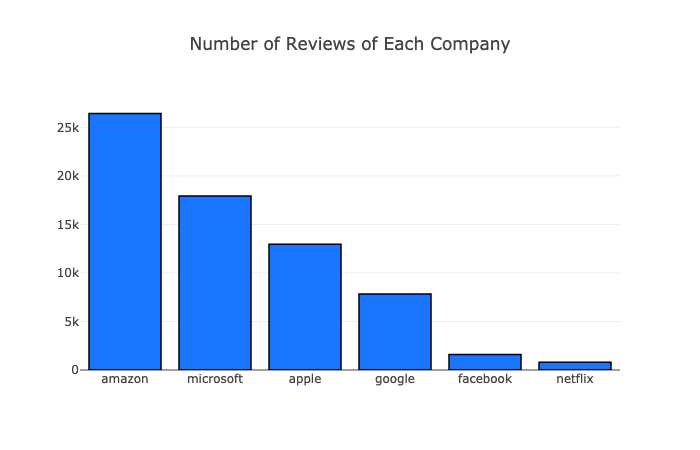 Number of Reviews of Each Company
25k
20k
15k
10k
5k
0
amazon microsoft apple google facebook netflix